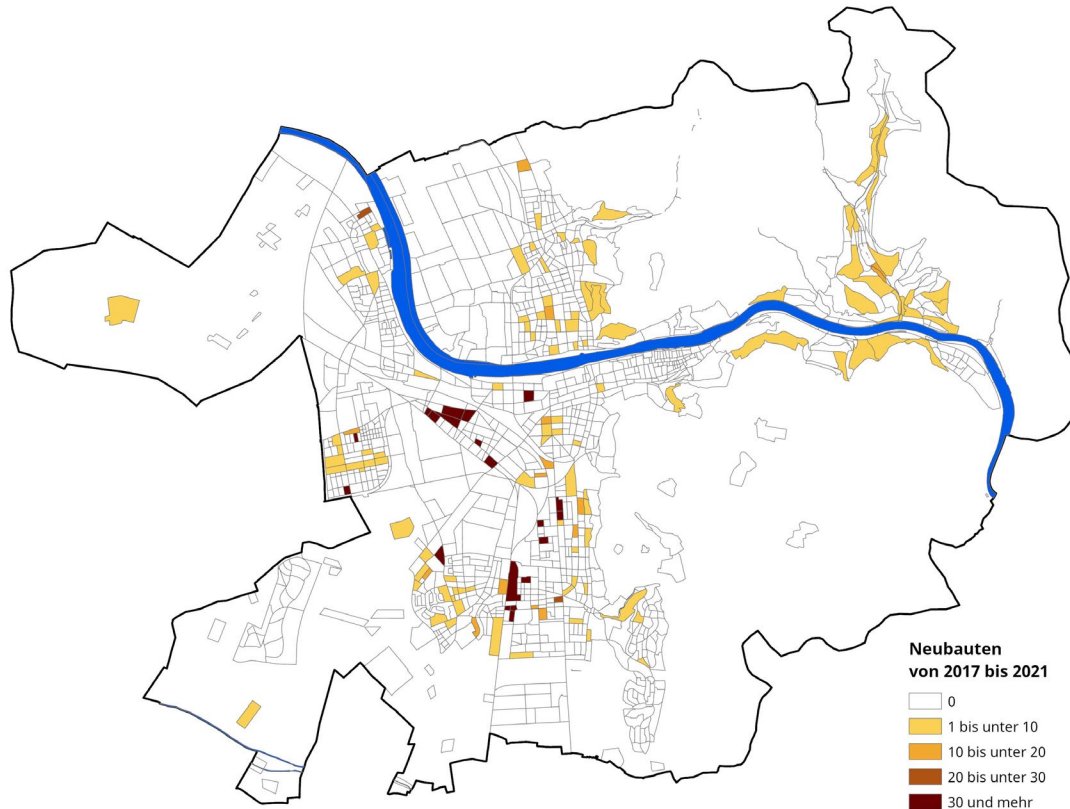 Neubauten
von 2017 bis 2021
0
1 bis unter 10
10 bis unter 20
20 bis unter 30
30 und mehr